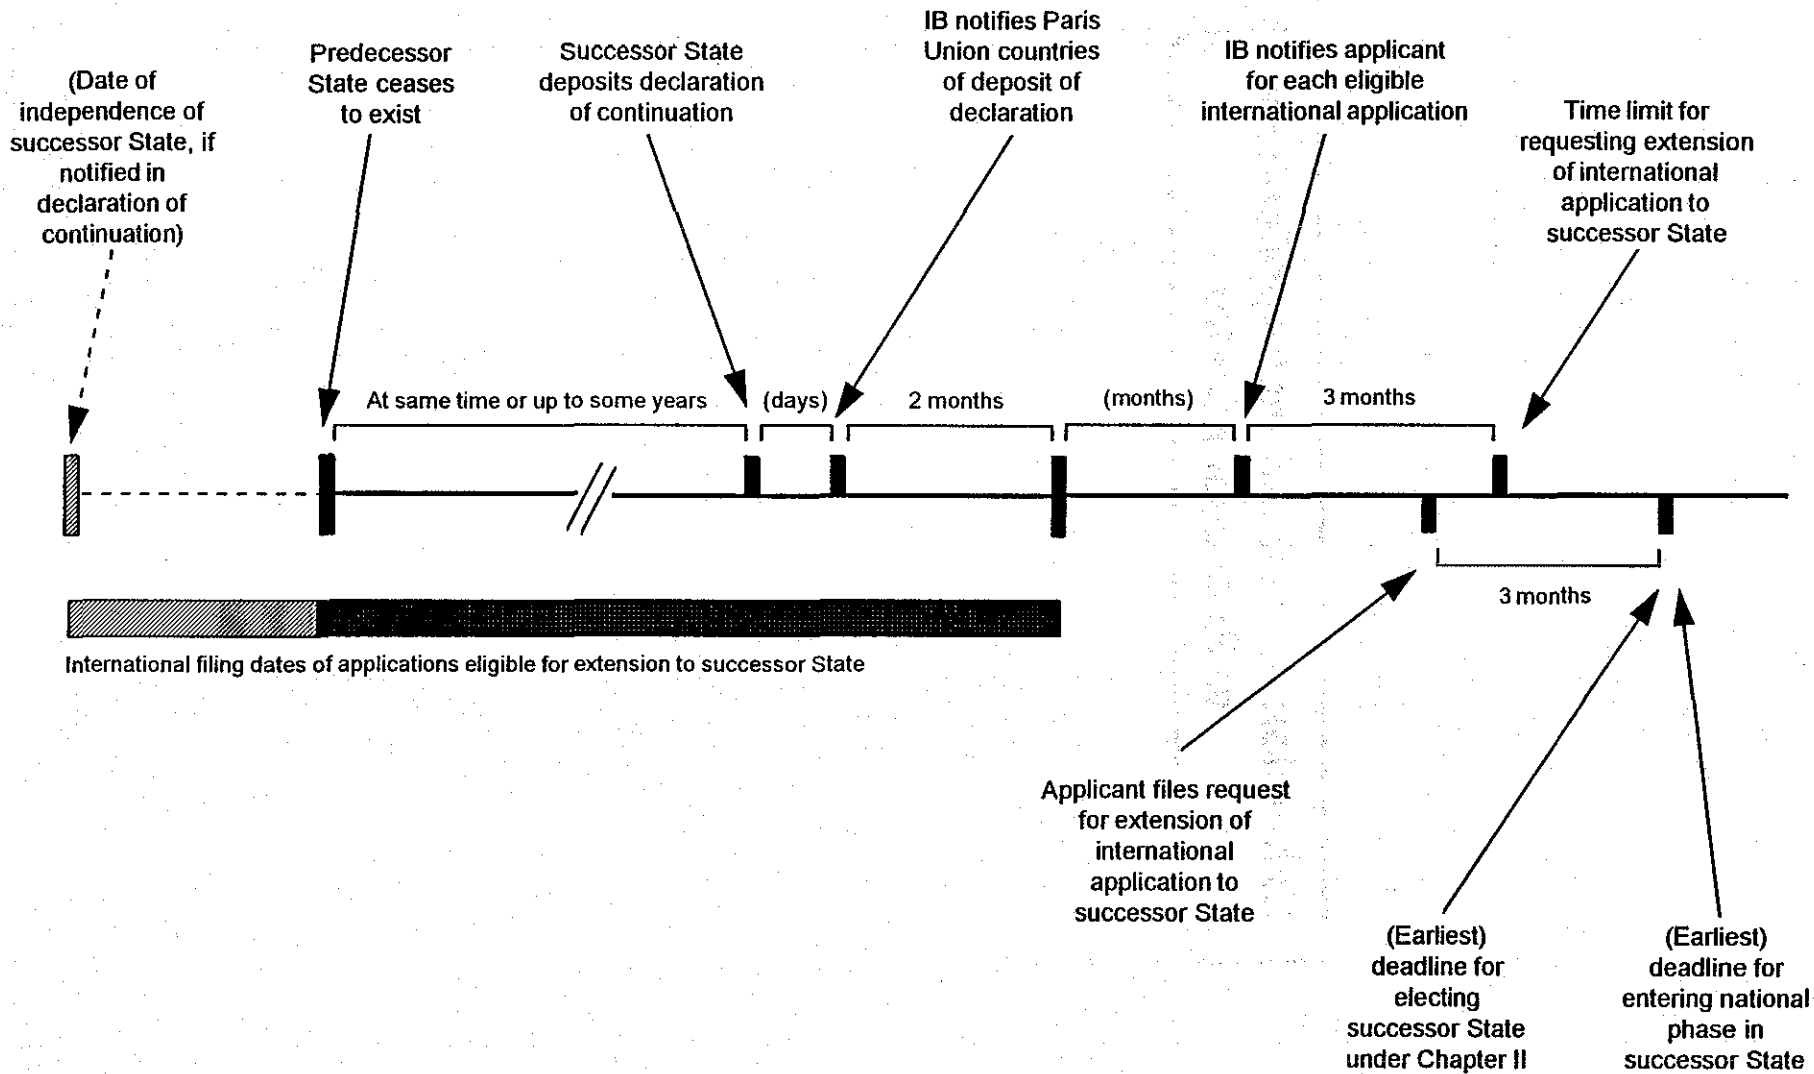 (Date of
independence of
successor State, if
notified in
declaration of
continuation)
Predecessor
State ceases
to exist
Successor State
deposits declaration
of continuation
IB notifies Paris
Union countries
of deposit of
declaration
IB notifies applicant
for each eligible
international application
Time limit for
requesting extension
of international
application to
successor State
At same time or up to some years
(days)
2 months
(months)
3 months
3 months
International filing dates of applications eligible for extension to successor State
Applicant files request
for extension of
international
application to
successor State
(Earliest)
deadline for
electing
successor State
under Chapter II
(Earliest)
deadline for
entering national
phase in
successor State